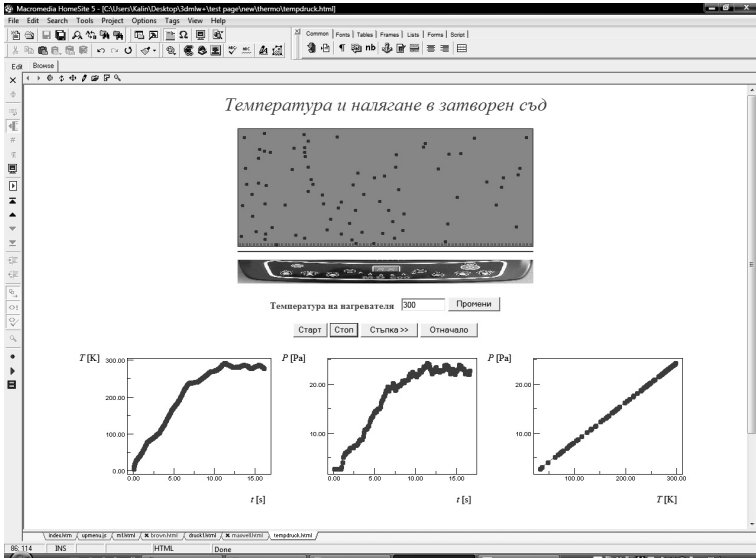 Macromedia HomeSite 5 - [C:\Users\Kalin\Desktop\3dmlw+\test page\new\thermo\tempdruck.html]
File Edit Search Tools Project Options Tags View Help
Common Fonts Tables Frames Lists Forms Script
Edit Browse
Температура и налягане в затворен съд
Температура на нагревателя 300 Промени
Старт Стоп Стъпка >> Отначало
T [K]
300.00
200.00
100.00
0.00
0.00 5.00 10.00 15.00
t [s]
P [Pa]
20.00
10.00
0.00 5.00 10.00 15.00
t [s]
P [Pa]
20.00
10.00
100.00 200.00 300.00
T [K]
index.htm upmenu.js ml.html brown.html drusk1.html maxwell.html tempdruck.html
86: 114 INS HTML Done